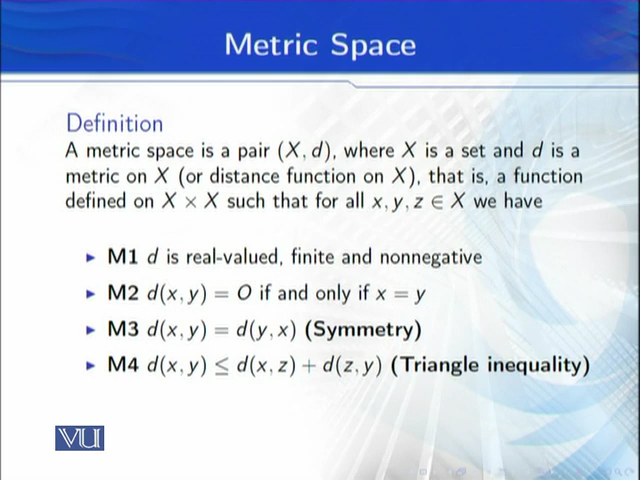 Metric Space
Definition
A metric space is a pair (X, d), where X is a set and d is a
metric on X (or distance function on X), that is, a function
defined on X × X such that for all x, y, z ∈ X we have
▶ M1 d is real-valued, finite and nonnegative
▶ M2 d(x, y) = O if and only if x = y
▶ M3 d(x, y) = d(y, x) (Symmetry)
▶ M4 d(x, y) ≤ d(x, z) + d(z, y) (Triangle inequality)
VU